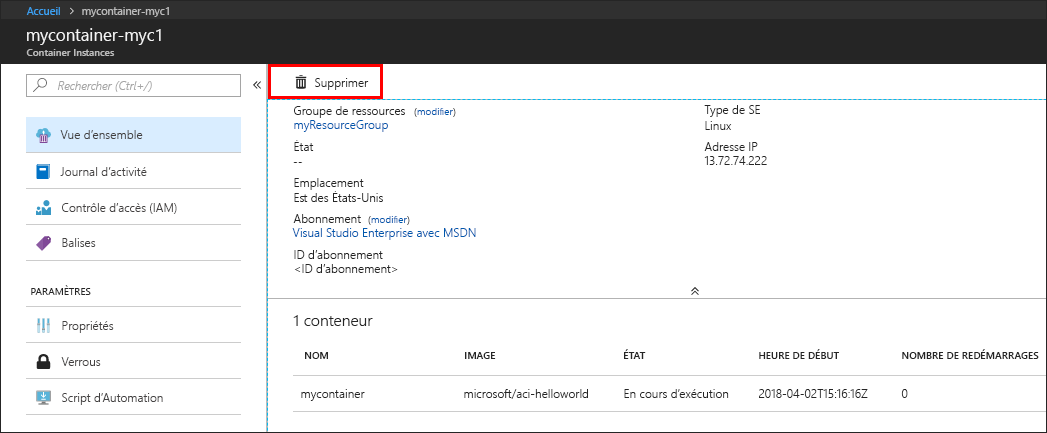 Accueil > mycontainer-myc1
mycontainer-myc1
Container Instances
Rechercher (Ctrl+/)
Vue d’ensemble
Journal d’activité
Contrôle d’accès (IAM)
Balises
PARAMÈTRES
Propriétés
Verrous
Script d’Automation
Supprimer
Groupe de ressources (modifier)
myResourceGroup
État
--
Emplacement
Est des États-Unis
Abonnement (modifier)
Visual Studio Enterprise avec MSDN
ID d’abonnement
<ID d’abonnement>
Type de SE
Linux
Adresse IP
13.72.74.222
1 conteneur
NOM IMAGE ÉTAT HEURE DE DÉBUT NOMBRE DE REDÉMARRAGES
mycontainer microsoft/aci-helloworld En cours d’exécution 2018-04-02T15:16:16Z 0